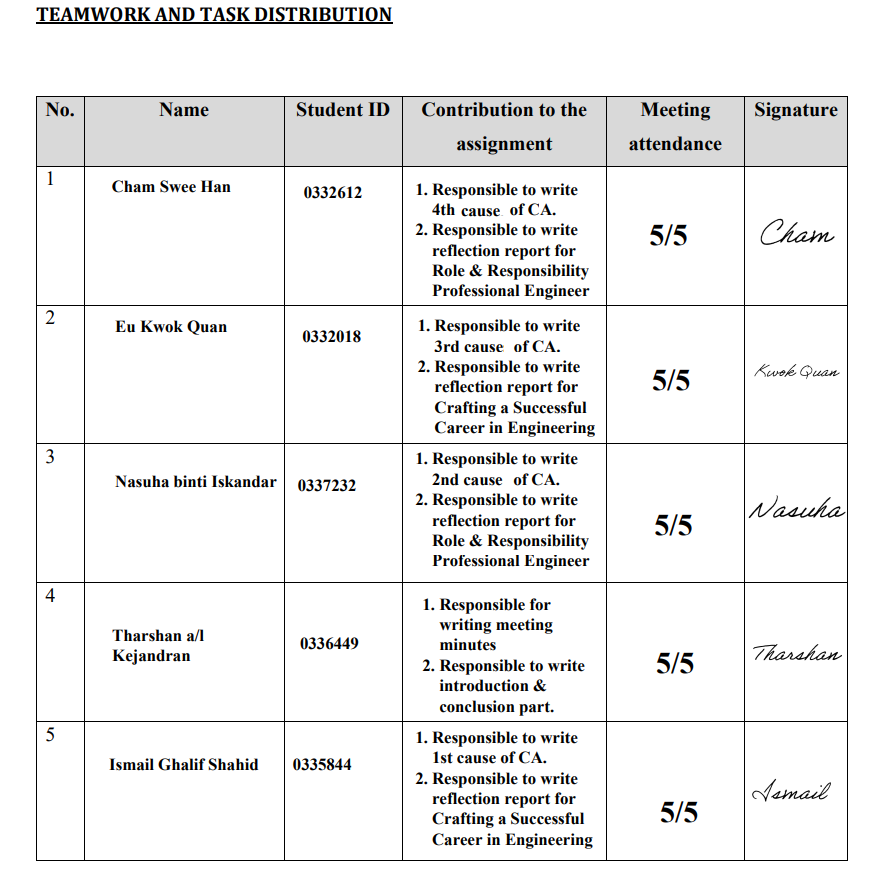 TEAMWORK AND TASK DISTRIBUTION
No. Name Student ID Contribution to the assignment Meeting attendance Signature
1 Cham Swee Han 0332612
1. Responsible to write
4th cause of CA.
2. Responsible to write
reflection report for
Role & Responsibility
Professional Engineer
5/5 Cham
2 Eu Kwok Quan 0332018
1. Responsible to write
3rd cause of CA.
2. Responsible to write
reflection report for
Crafting a Successful
Career in Engineering
5/5 Kwok Quan
3 Nasuha binti Iskandar 0337232
1. Responsible to write
2nd cause of CA.
2. Responsible to write
reflection report for
Role & Responsibility
Professional Engineer
5/5 Nasuha
4 Tharshan a/l
Kejandran
0336449
1. Responsible for
writing meeting
minutes
2. Responsible to write
introduction &
conclusion part.
5/5 Tharshan
5 Ismail Ghalif Shahid 0335844
1. Responsible to write
1st cause of CA.
2. Responsible to write
reflection report for
Crafting a Successful
Career in Engineering
5/5 Ismail